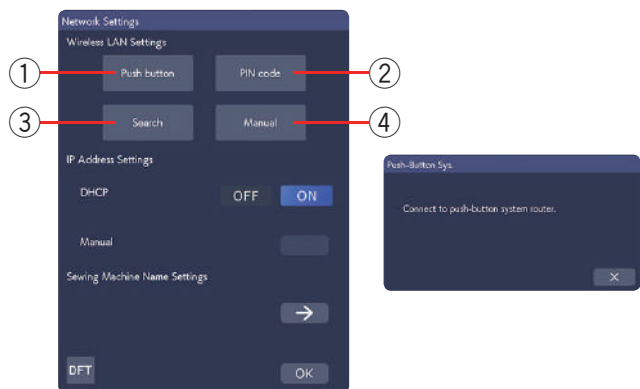 Network Settings
Wireless LAN Settings
1 Push button PIN code 2
3 Search Manual 4
IP Address Settings
DHCP OFF ON
Manual
Sewing Machine Name Settings
DFT OK
Push-Button Sys.
Connect to push-button system router.